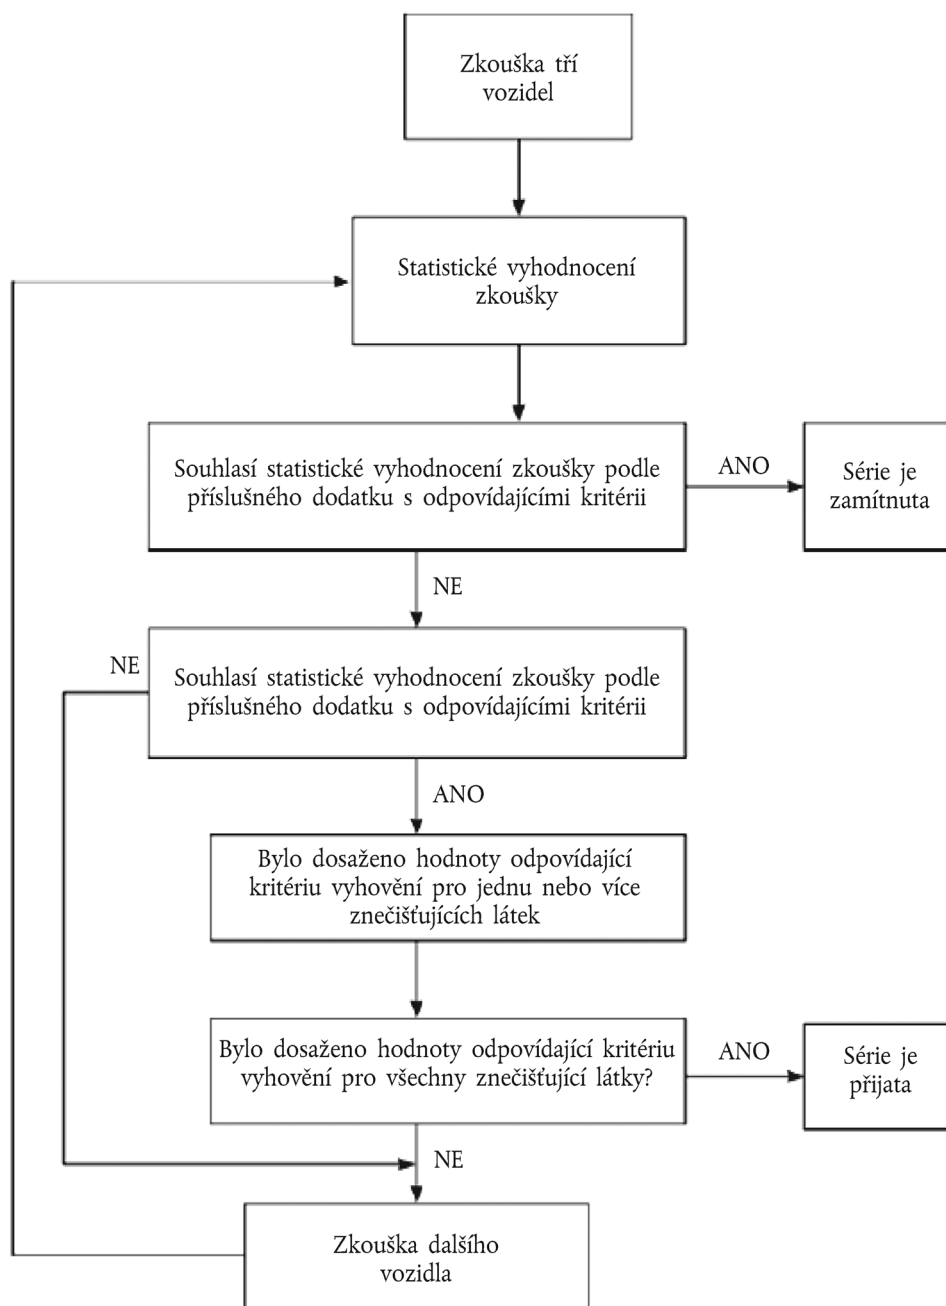 Zkouška tří
vozidel
Statistické vyhodnocení
zkoušky
Souhlasí statistické vyhodnocení zkoušky podle
příslušného dodatku s odpovídajícími kritérii
ANO
Série je
zamítnuta
NE
NE
Souhlasí statistické vyhodnocení zkoušky podle
příslušného dodatku s odpovídajícími kritérii
ANO
Bylo dosaženo hodnoty odpovídající
kritériu vyhovění pro jednu nebo více
znečišťujících látek
Bylo dosaženo hodnoty odpovídající kritériu
vyhovění pro všechny znečišťující látky?
ANO
Série je
přijata
NE
Zkouška dalšího
vozidla